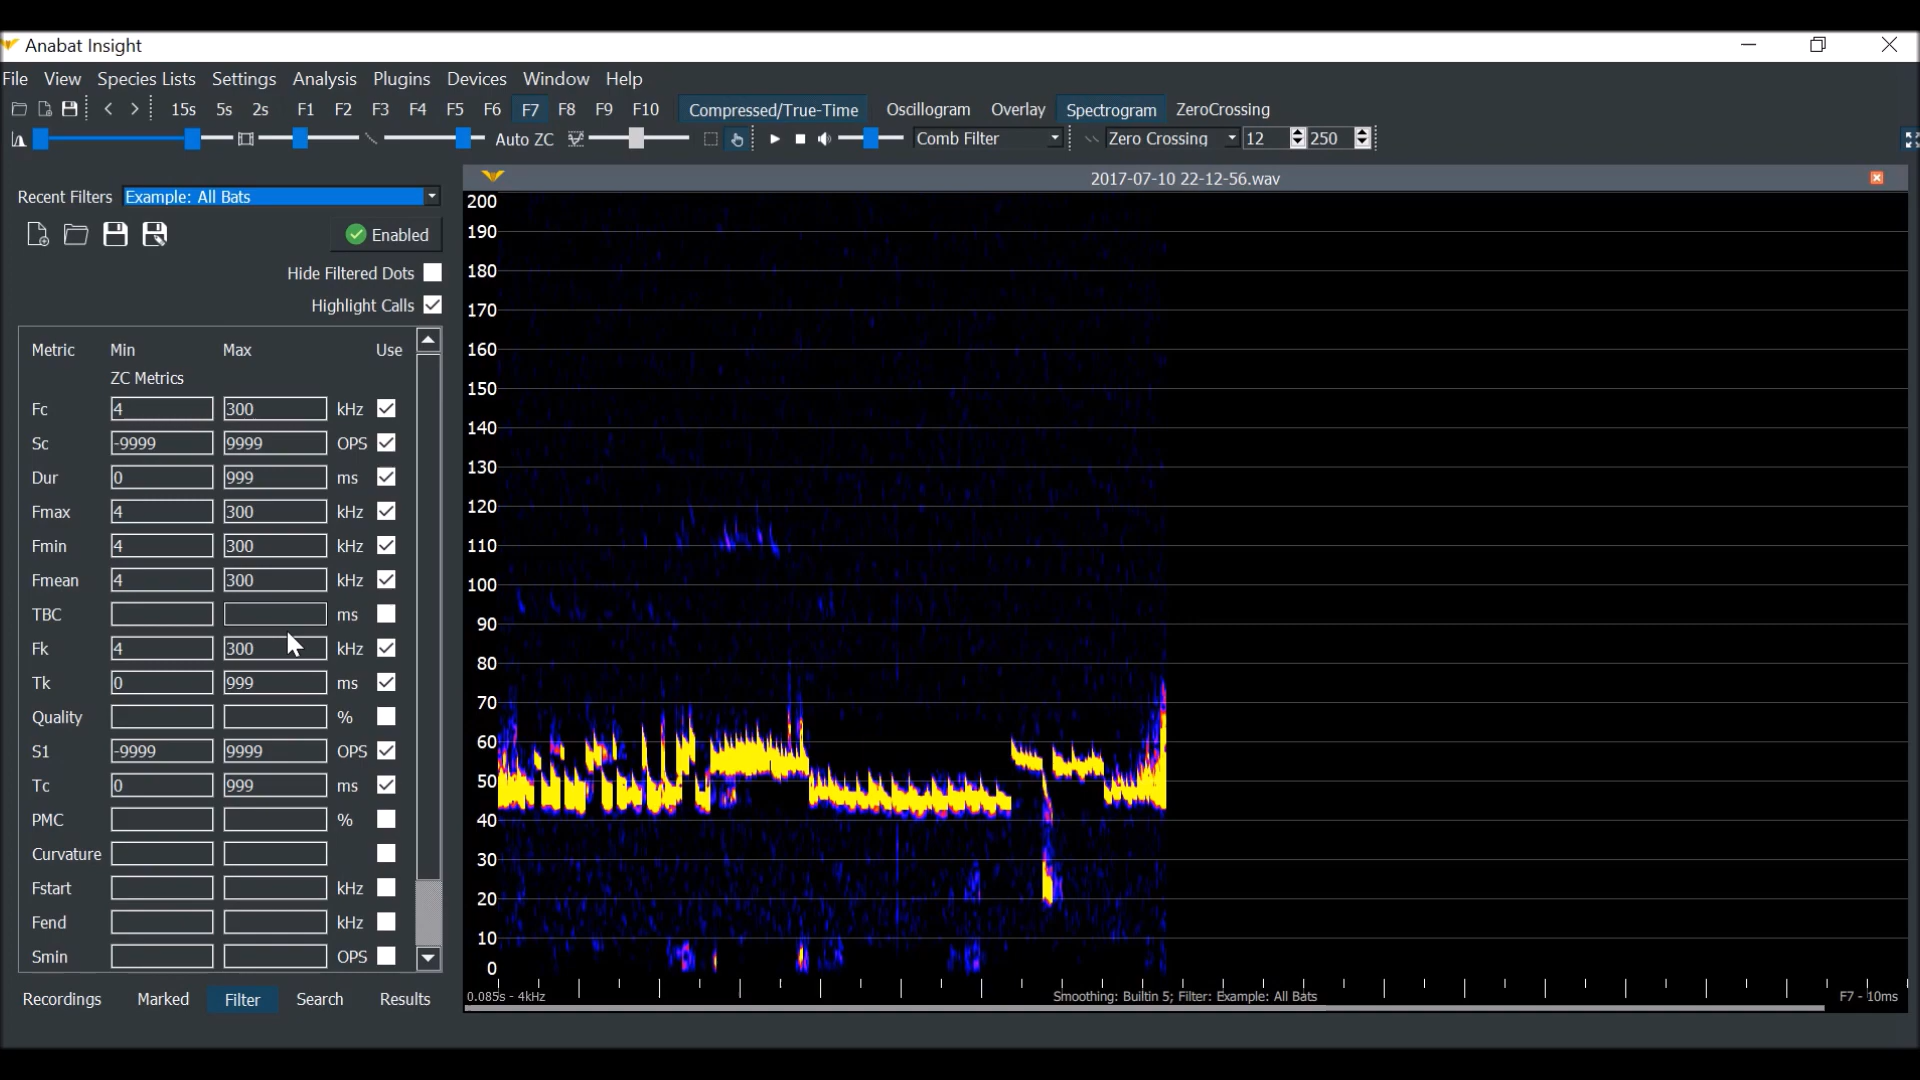 Anabat Insight
File View Species Lists Settings Analysis Plugins Devices Window Help
15s 5s 2s F1 F2 F3 F4 F5 F6 F7 F8 F9 F10 Compressed/True-Time Oscillogram Overlay Spectrogram ZeroCrossing
Auto ZC Comb Filter Zero Crossing 12 250
Recent Filters Example: All Bats
2017-07-10 22-12-56.wav
Enabled
Hide Filtered Dots
Highlight Calls
Metric Min Max Use
ZC Metrics
Fc 4 300 kHz
Sc -9999 9999 OPS
Dur 0 999 ms
Fmax 4 300 kHz
Fmin 4 300 kHz
Fmean 4 300 kHz
TBC ms
Fk 4 300 kHz
Tk 0 999 ms
Quality %
S1 -9999 9999 OPS
Tc 0 999 ms
PMC %
Curvature
Fstart kHz
Fend kHz
Smin OPS
Recordings Marked Filter Search Results
200
190
180
170
160
150
140
130
120
110
100
90
80
70
60
50
40
30
20
10
0
0.085s - 4kHz Smoothing: Builtin 5; Filter: Example: All Bats F7 - 10ms